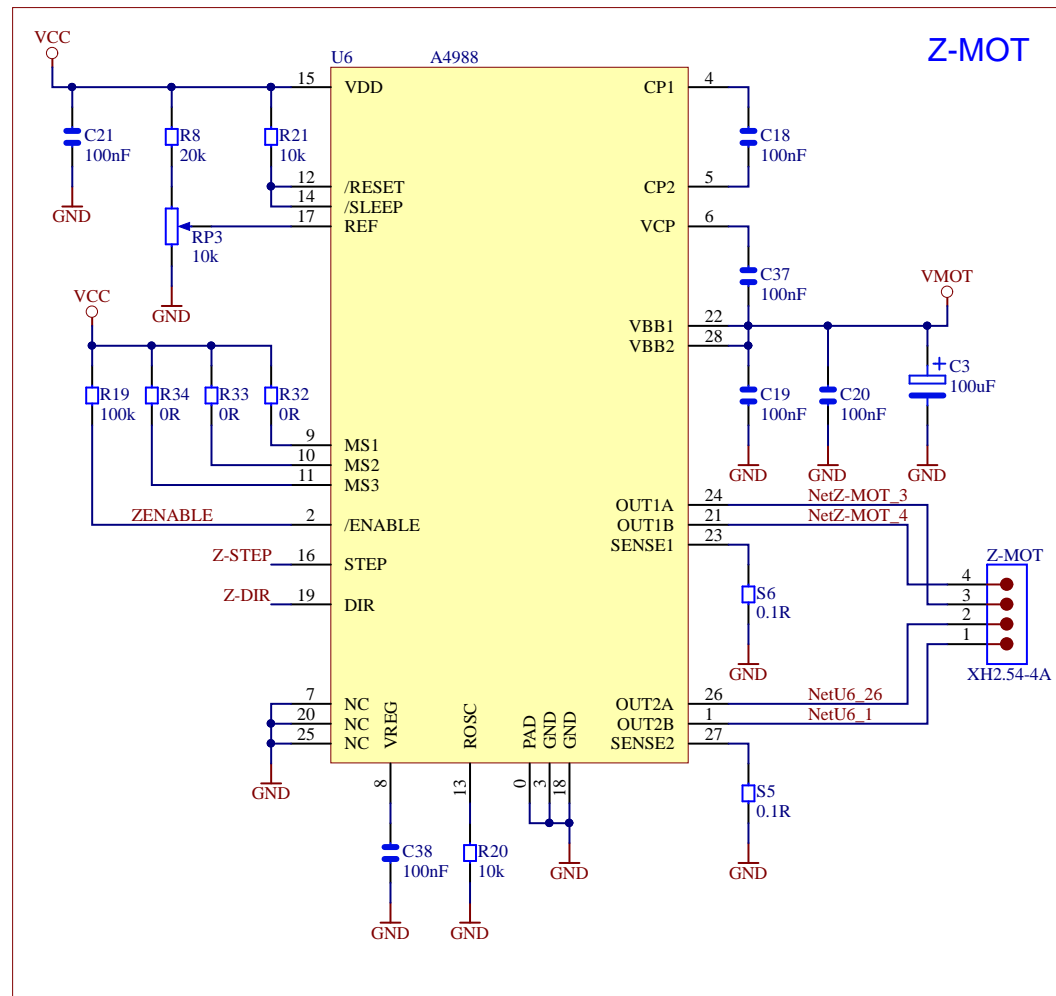 Z-MOT
VCC
U6 A4988
15 VDD
CP1 4
C21
100nF
R8
20k
R21
10k
C18
100nF
12 /RESET
14 /SLEEP
17 REF
CP2 5
VCP 6
GND
RP3
10k
GND
C37
100nF
VMOT
VCC
VBB1 22
VBB2 28
R19
100k
R34
0R
R33
0R
R32
0R
C19
100nF
C20
100nF
+
C3
100uF
GND
GND
GND
9 MS1
10 MS2
11 MS3
ZENABLE 2 /ENABLE
Z-STEP 16 STEP
Z-DIR 19 DIR
OUT1A 24 NetZ-MOT_3
OUT1B 21 NetZ-MOT_4
SENSE1 23
Z-MOT
4
3
2
1
XH2.54-4A
S6
0.1R
GND
7 NC
20 NC
25 NC
GND
VREG
ROSC
PAD
GND
GND
OUT2A 26 NetU6_26
OUT2B 1 NetU6_1
SENSE2 27
8
13
0
3
18
S5
0.1R
GND
C38
100nF
R20
10k
GND
GND
GND